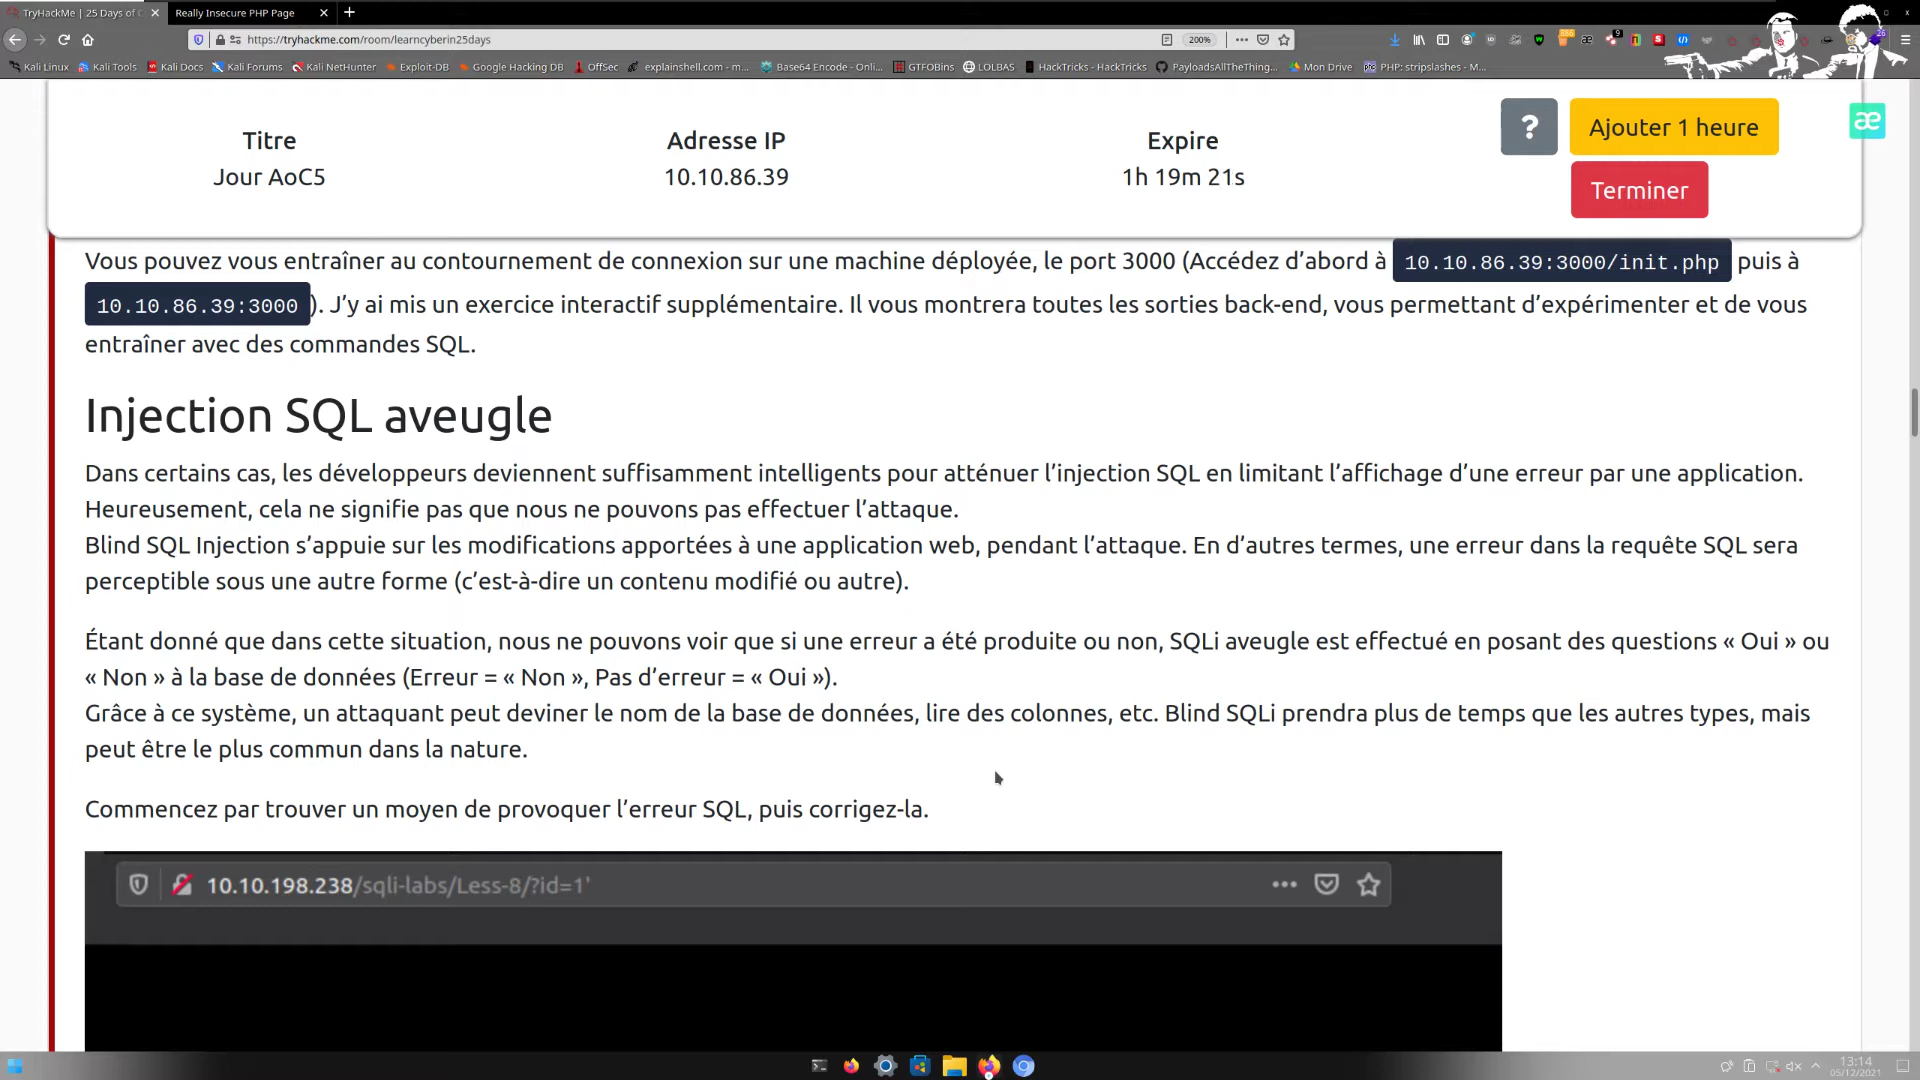 TryHackMe | 25 Days of C
Really Insecure PHP Page
https://tryhackme.com/room/learncyberin25days
200%
Kali Linux
Kali Tools
Kali Docs
Kali Forums
Kali NetHunter
Exploit-DB
Google Hacking DB
OffSec
explainshell.com - m...
Base64 Encode - Onli...
GTFOBins
LOLBAS
HackTricks - HackTricks
PayloadsAllTheThing...
Mon Drive
PHP: stripslashes - M...
Titre
Jour AoC5
Adresse IP
10.10.86.39
Expire
1h 19m 21s
?
Ajouter 1 heure
Terminer
æ
Vous pouvez vous entraîner au contournement de connexion sur une machine déployée, le port 3000 (Accédez d’abord à 10.10.86.39:3000/init.php puis à
10.10.86.39:3000 ). J’y ai mis un exercice interactif supplémentaire. Il vous montrera toutes les sorties back-end, vous permettant d’expérimenter et de vous
entraîner avec des commandes SQL.
Injection SQL aveugle
Dans certains cas, les développeurs deviennent suffisamment intelligents pour atténuer l’injection SQL en limitant l’affichage d’une erreur par une application.
Heureusement, cela ne signifie pas que nous ne pouvons pas effectuer l’attaque.
Blind SQL Injection s’appuie sur les modifications apportées à une application web, pendant l’attaque. En d’autres termes, une erreur dans la requête SQL sera
perceptible sous une autre forme (c’est-à-dire un contenu modifié ou autre).
Étant donné que dans cette situation, nous ne pouvons voir que si une erreur a été produite ou non, SQLi aveugle est effectué en posant des questions « Oui » ou
« Non » à la base de données (Erreur = « Non », Pas d’erreur = « Oui »).
Grâce à ce système, un attaquant peut deviner le nom de la base de données, lire des colonnes, etc. Blind SQLi prendra plus de temps que les autres types, mais
peut être le plus commun dans la nature.
Commencez par trouver un moyen de provoquer l’erreur SQL, puis corrigez-la.
10.10.198.238/sqli-labs/Less-8/?id=1'
13:14
05/12/2021